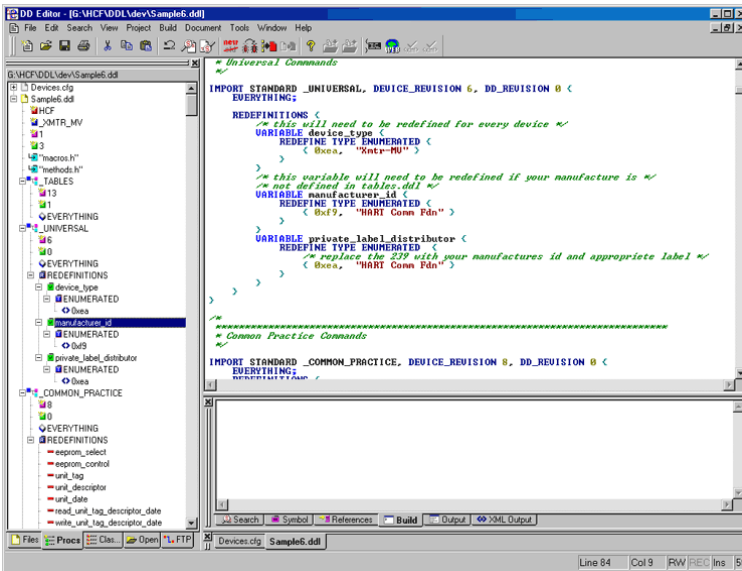 DD Editor - [G:\HCF\DDL\dev\Sample6.ddl]
File Edit Search View Project Build Document Tools Window Help
G:\HCF\DDL\dev\Sample6.ddl
Devices.cfg
Sample6.ddl
HCF
_XMTR_MV
1
3
"macros.h"
"methods.h"
_TABLES
13
1
EVERYTHING
_UNIVERSAL
6
0
EVERYTHING
REDEFINITIONS
device_type
ENUMERATED
0xea
manufacturer_id
ENUMERATED
0xf9
private_label_distributor
ENUMERATED
0xea
_COMMON_PRACTICE
8
0
EVERYTHING
REDEFINITIONS
eeprom_select
eeprom_control
unit_tag
unit_descriptor
unit_date
read_unit_tag_descriptor_date
write_unit_tag_descriptor_date
Files Procs Clas... Open FTP
* Universal Commands
*/
IMPORT STANDARD _UNIVERSAL, DEVICE_REVISION 6, DD_REVISION 0 {
EVERYTHING;
REDEFINITIONS {
/* this will need to be redefined for every device */
VARIABLE device_type {
REDEFINE TYPE ENUMERATED {
{ 0xea, "Xmtr-MV" }
}
}
/* this variable will need to be redefined if your manufacture is */
/* not defined in tables.ddl */
VARIABLE manufacturer_id {
REDEFINE TYPE ENUMERATED {
{ 0xf9, "HART Comm Fdn" }
}
}
VARIABLE private_label_distributor {
REDEFINE TYPE ENUMERATED {
/* replace the 239 with your manufactures id and appropriete label */
{ 0xea, "HART Comm Fdn" }
}
}
}
}
/*
**********************************************************************
* Common Practice Commands
*/
IMPORT STANDARD _COMMON_PRACTICE, DEVICE_REVISION 8, DD_REVISION 0 {
EVERYTHING;
REDEFINITIONS {
Search Symbol References Build Output XML Output
Devices.cfg Sample6.ddl
Line 84 Col 9 RW REC Ins